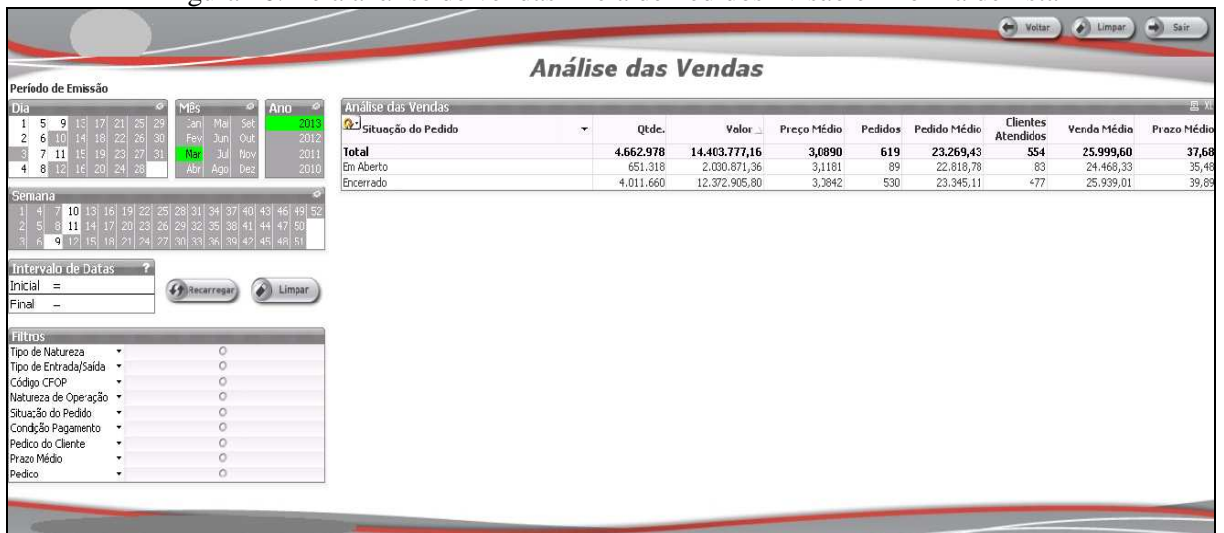 Voltar Limpar Sair
Análise das Vendas
Período de Emissão
Dia Mês Ano
1 5 9 13 17 21 25 29 Jan Mai Set 2013
2 6 10 14 18 22 26 30 Fev Jun Out 2012
3 7 11 15 19 23 27 31 Mar Jul Nov 2011
4 8 12 16 20 24 28 Abr Ago Dez 2010
Semana
1 4 7 10 13 16 19 22 25 28 31 34 37 40 43 46 49 52
2 5 8 11 14 17 20 23 26 29 32 35 38 41 44 47 50
3 6 9 12 15 18 21 24 27 30 33 36 39 42 45 48 51
Intervalo de Datas ?
Inicial =
Final =
Recarregar Limpar
Filtros
Tipo de Natureza
Tipo de Entrada/Saída
Código CFOP
Natureza de Operação
Situação do Pedido
Condição Pagamento
Pedico do Cliente
Prazo Médio
Pedico
Análise das Vendas XL
Situação do Pedido Qtde. Valor Preço Médio Pedidos Pedido Médio Clientes Atendidos Venda Média Prazo Médio
Total 4.662.978 14.403.777,16 3,0890 619 23.269,43 554 25.999,60 37,68
Em Aberto 651.318 2.030.871,36 3,1181 89 22.818,78 83 24.468,33 35,48
Encerrado 4.011.660 12.372.905,80 3,0842 530 23.345,11 477 25.939,01 39,89